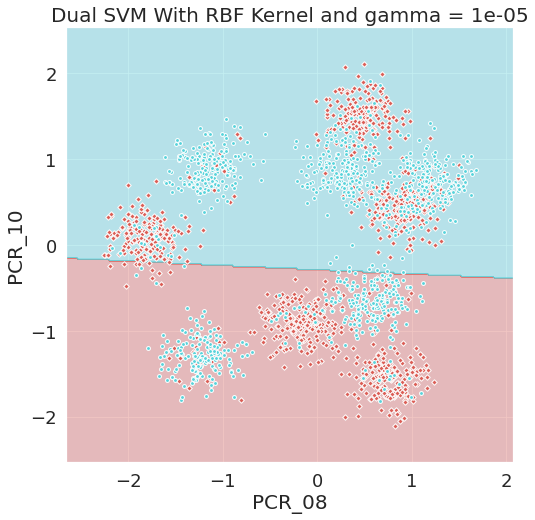 Dual SVM With RBF Kernel and gamma = 1e-05
2
1
0
−1
−2
PCR_10
−2 −1 0 1 2
PCR_08